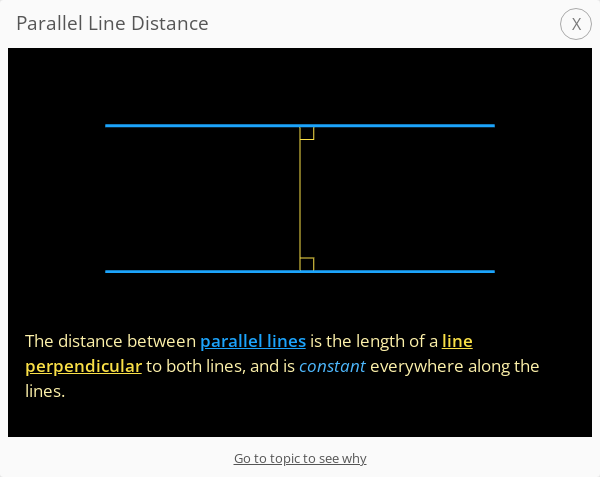 Parallel Line Distance
X
The distance between parallel lines is the length of a line
perpendicular to both lines, and is constant everywhere along the
lines.
Go to topic to see why